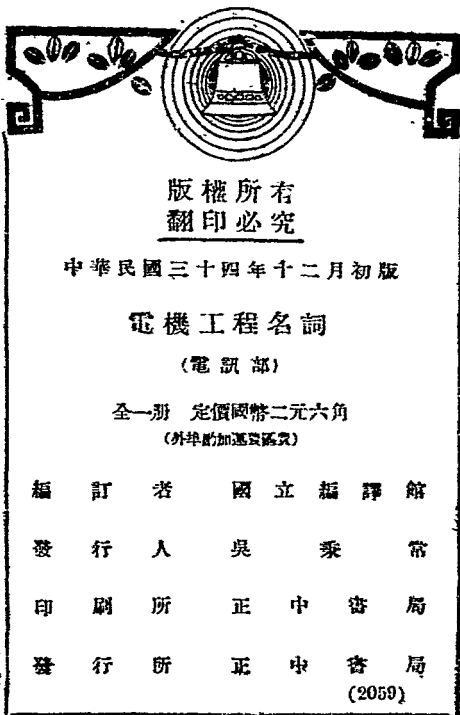 版權所有
翻印必究
中華民國三十四年十二月初版
電機工程名詞
(電訊部)
全一册 定價國幣二元六角
(外埠酌加運費匯費)
編訂者 國立編譯館
發行人 吳秉常
印刷所 正中書局
發行所 正中書局
(2059)